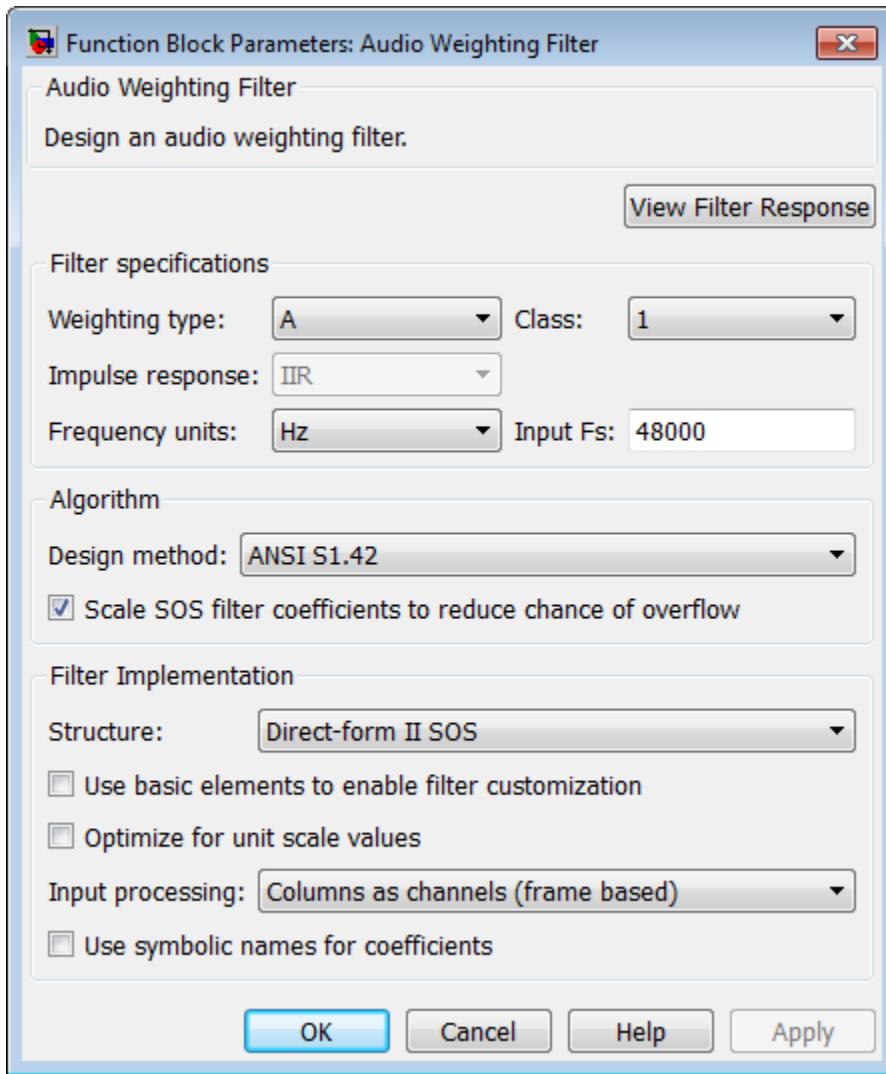 Function Block Parameters: Audio Weighting Filter
Audio Weighting Filter
Design an audio weighting filter.
View Filter Response
Filter specifications
Weighting type: A Class: 1
Impulse response: IIR
Frequency units: Hz Input Fs: 48000
Algorithm
Design method: ANSI S1.42
Scale SOS filter coefficients to reduce chance of overflow
Filter Implementation
Structure: Direct-form II SOS
Use basic elements to enable filter customization
Optimize for unit scale values
Input processing: Columns as channels (frame based)
Use symbolic names for coefficients
OK Cancel Help Apply